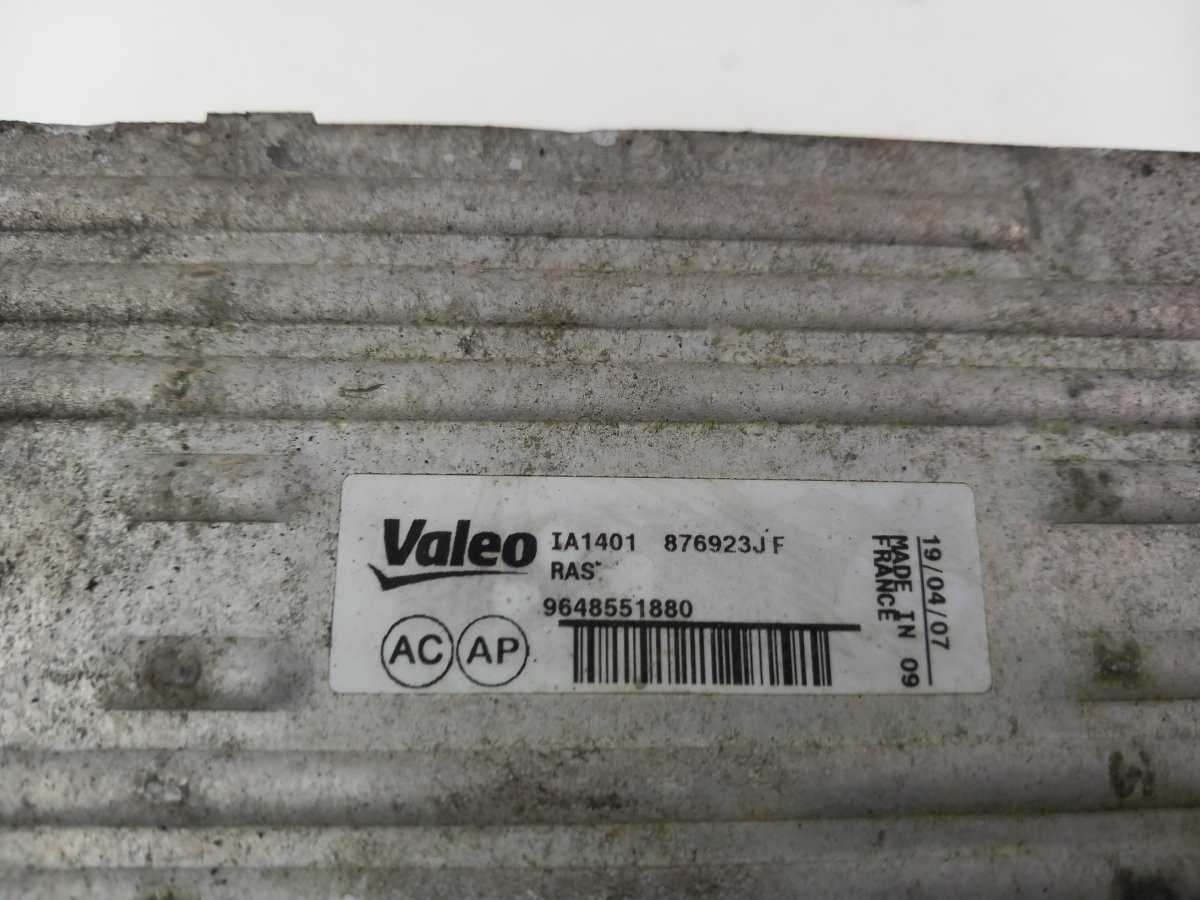 Valeo IA1401 876923JF
RAS
9648551880
AC AP
19/04/07
MADE IN 09
FRANCE